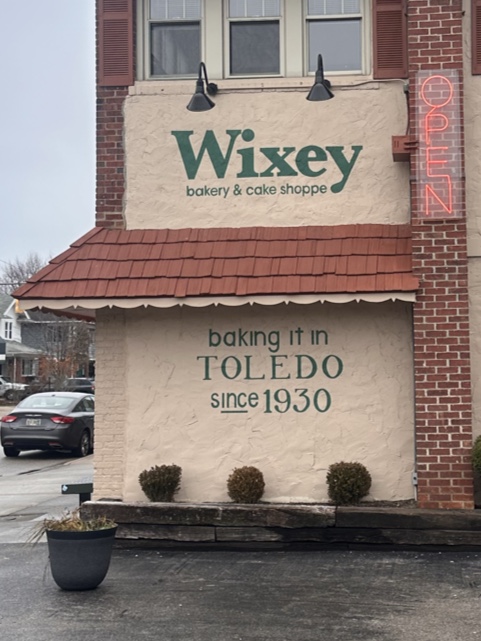 Wixey
bakery & cake shoppe
OPEN
baking it in
TOLEDO
since 1930